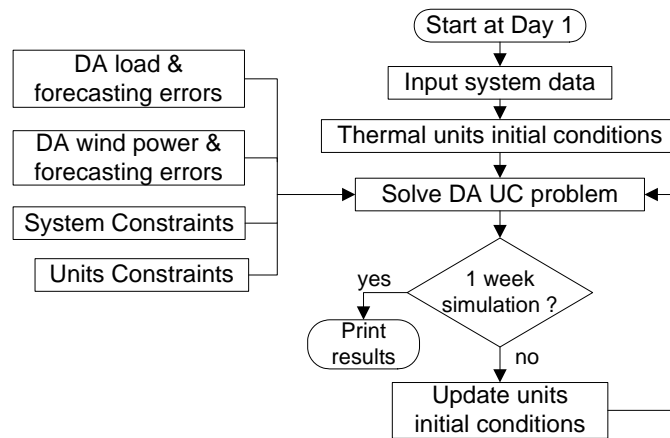 Start at Day 1
Input system data
Thermal units initial conditions
DA load &
forecasting errors
DA wind power &
forecasting errors
System Constraints
Units Constraints
Solve DA UC problem
1 week
simulation ?
yes
Print
results
no
Update units
initial conditions